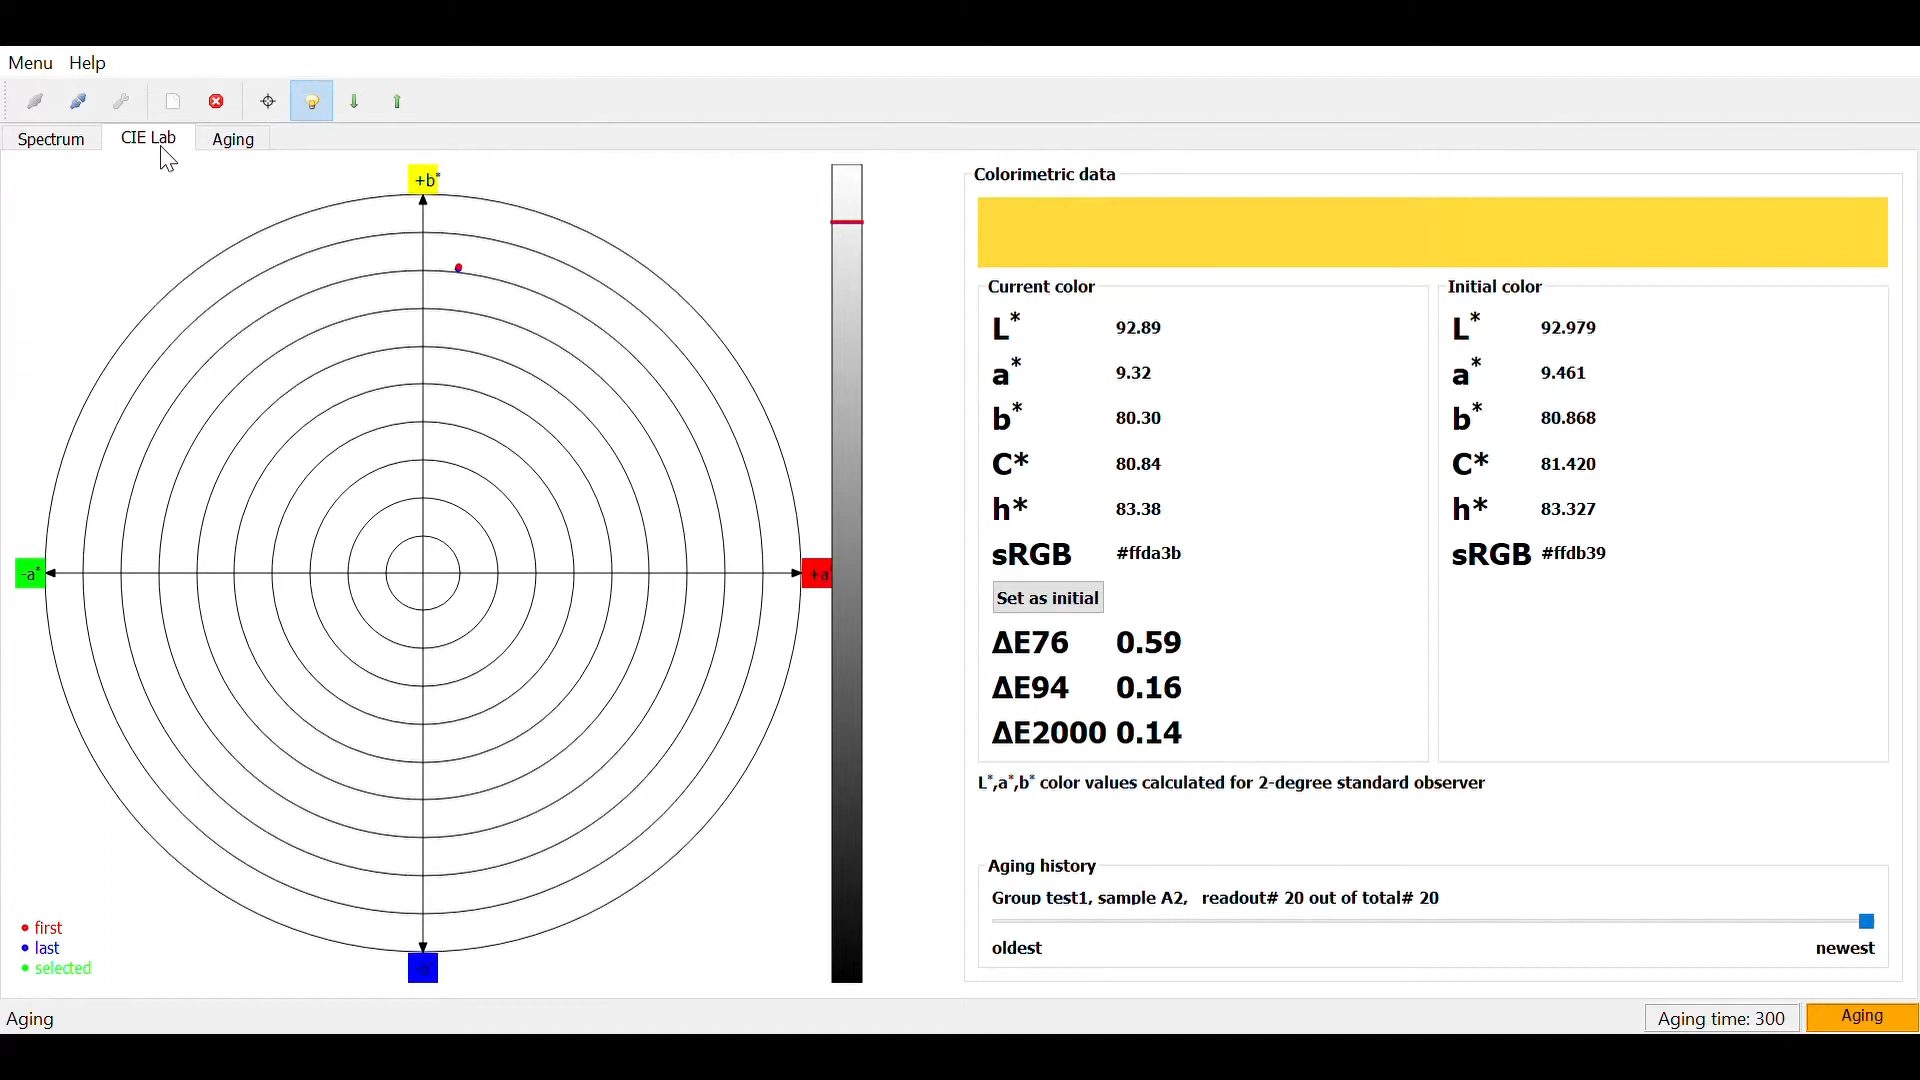 Menu Help
Spectrum CIE Lab Aging
+b*
-a*
+a
first
last
selected
Colorimetric data
Current color
L* 92.89
a* 9.32
b* 80.30
C* 80.84
h* 83.38
sRGB #ffda3b
Set as initial
ΔE76 0.59
ΔE94 0.16
ΔE2000 0.14
Initial color
L* 92.979
a* 9.461
b* 80.868
C* 81.420
h* 83.327
sRGB #ffdb39
L*,a*,b* color values calculated for 2-degree standard observer
Aging history
Group test1, sample A2, readout# 20 out of total# 20
oldest newest
Aging Aging time: 300 Aging